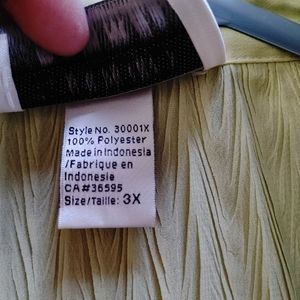 Style No. 30001X
100% Polyester
Made in Indonesia
/Fabrique en
Indonesie
CA#36595
Size/Taille: 3X